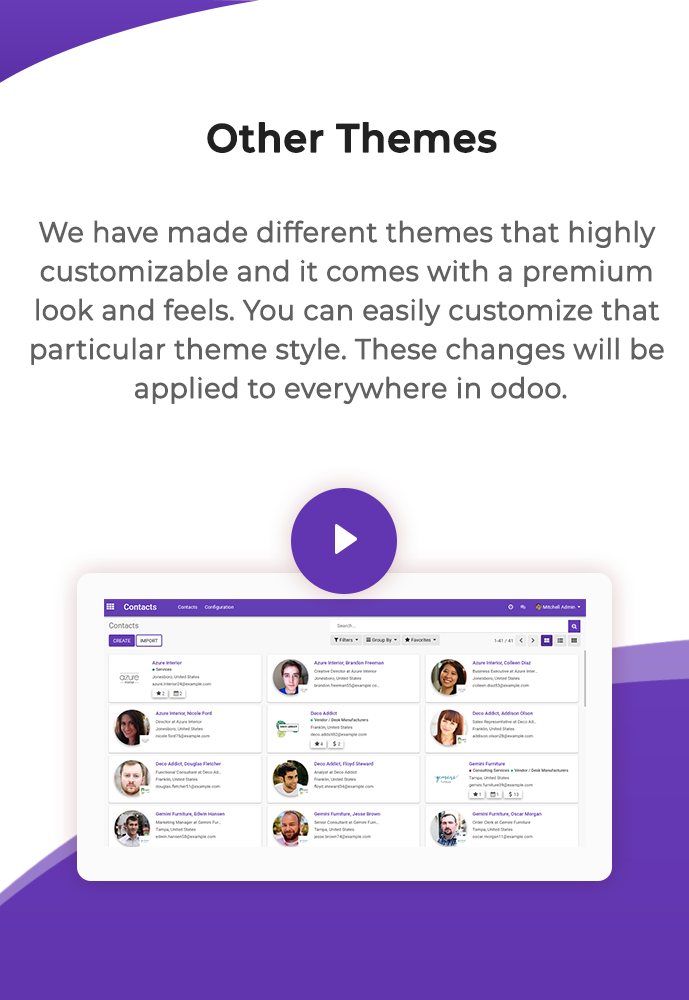 Other Themes
We have made different themes that highly
customizable and it comes with a premium
look and feels. You can easily customize that
particular theme style. These changes will be
applied to everywhere in odoo.
Contacts Contacts Configuration Mitchell Admin
Contacts Search...
CREATE IMPORT Filters Group By Favorites 1-41 / 41
azure interior
Azure Interior
Services
Jonesboro, United States
azure.interior24@example.com
2 2
Azure Interior, Brandon Freeman
Creative Director at Azure Interior
Jonesboro, United States
brandon.freeman55@example.co...
Azure Interior, Colleen Diaz
Business Executive at Azure Inter...
Jonesboro, United States
colleen.diaz83@example.com
Azure Interior, Nicole Ford
Director at Azure Interior
Jonesboro, United States
nicole.ford75@example.com
DECO ADDICT
Deco Addict
Vendor / Desk Manufacturers
Franklin, United States
deco.addict82@example.com
4 $ 2
Deco Addict, Addison Olson
Sales Representative at Deco Ad...
Franklin, United States
addison.olson28@example.com
Deco Addict, Douglas Fletcher
Functional Consultant at Deco Ad...
Franklin, United States
douglas.fletcher51@example.com
Deco Addict, Floyd Steward
Analyst at Deco Addict
Franklin, United States
floyd.steward34@example.com
Gemini Furniture
Consulting Services Vendor / Desk Manufacturers
Tampa, United States
gemini.furniture39@example.com
1 1 $ 13
Gemini Furniture, Edwin Hansen
Marketing Manager at Gemini Fur...
Tampa, United States
edwin.hansen58@example.com
Gemini Furniture, Jesse Brown
Senior Consultant at Gemini Furn...
Tampa, United States
jesse.brown74@example.com
Gemini Furniture, Oscar Morgan
Order Clerk at Gemini Furniture
Tampa, United States
oscar.morgan11@example.com